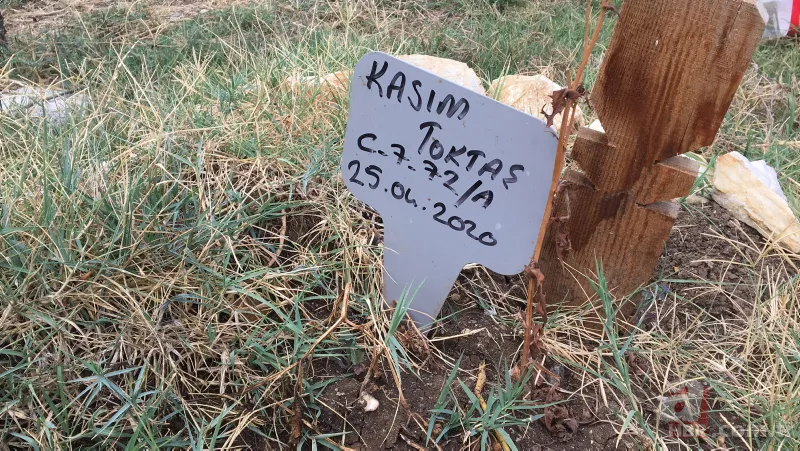 KASIM
TOKTAŞ
C-7-72/A
25.04.2020